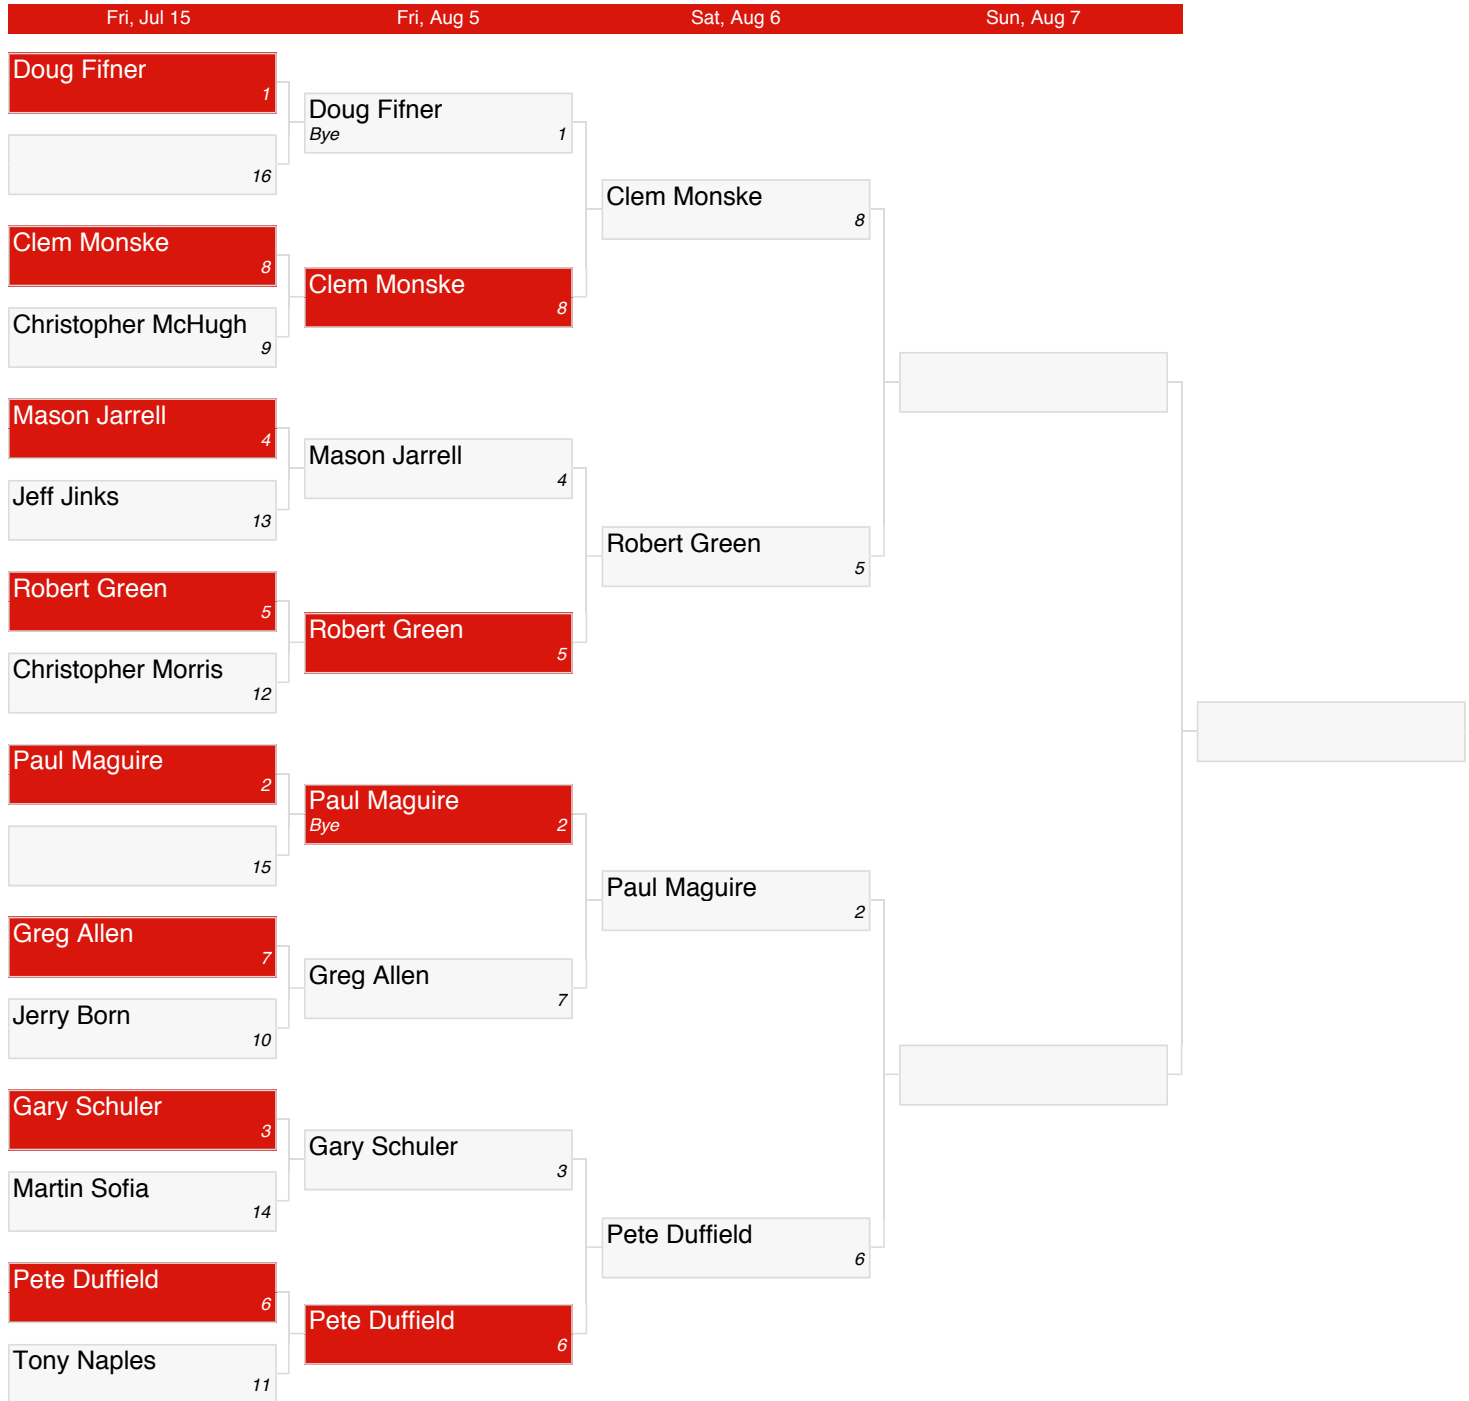 Fri, Jul 15
Fri, Aug 5
Sat, Aug 6
Sun, Aug 7
Doug Fifner
1
16
Clem Monske
8
Christopher McHugh
9
Mason Jarrell
4
Jeff Jinks
13
Robert Green
5
Christopher Morris
12
Paul Maguire
2
15
Greg Allen
7
Jerry Born
10
Gary Schuler
3
Martin Sofia
14
Pete Duffield
6
Tony Naples
11
Doug Fifner
Bye 1
Clem Monske
8
Mason Jarrell
4
Robert Green
5
Paul Maguire
Bye 2
Greg Allen
7
Gary Schuler
3
Pete Duffield
6
Clem Monske
8
Robert Green
5
Paul Maguire
2
Pete Duffield
6